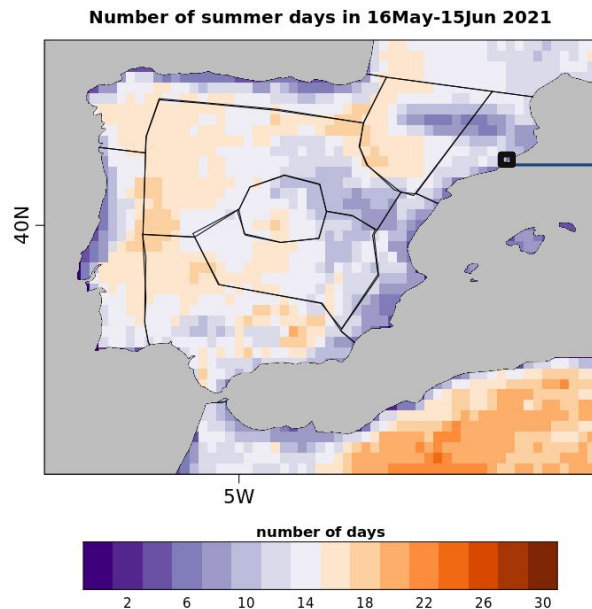 Number of summer days in 16May-15Jun 2021
40N
5W
number of days
2 6 10 14 18 22 26 30